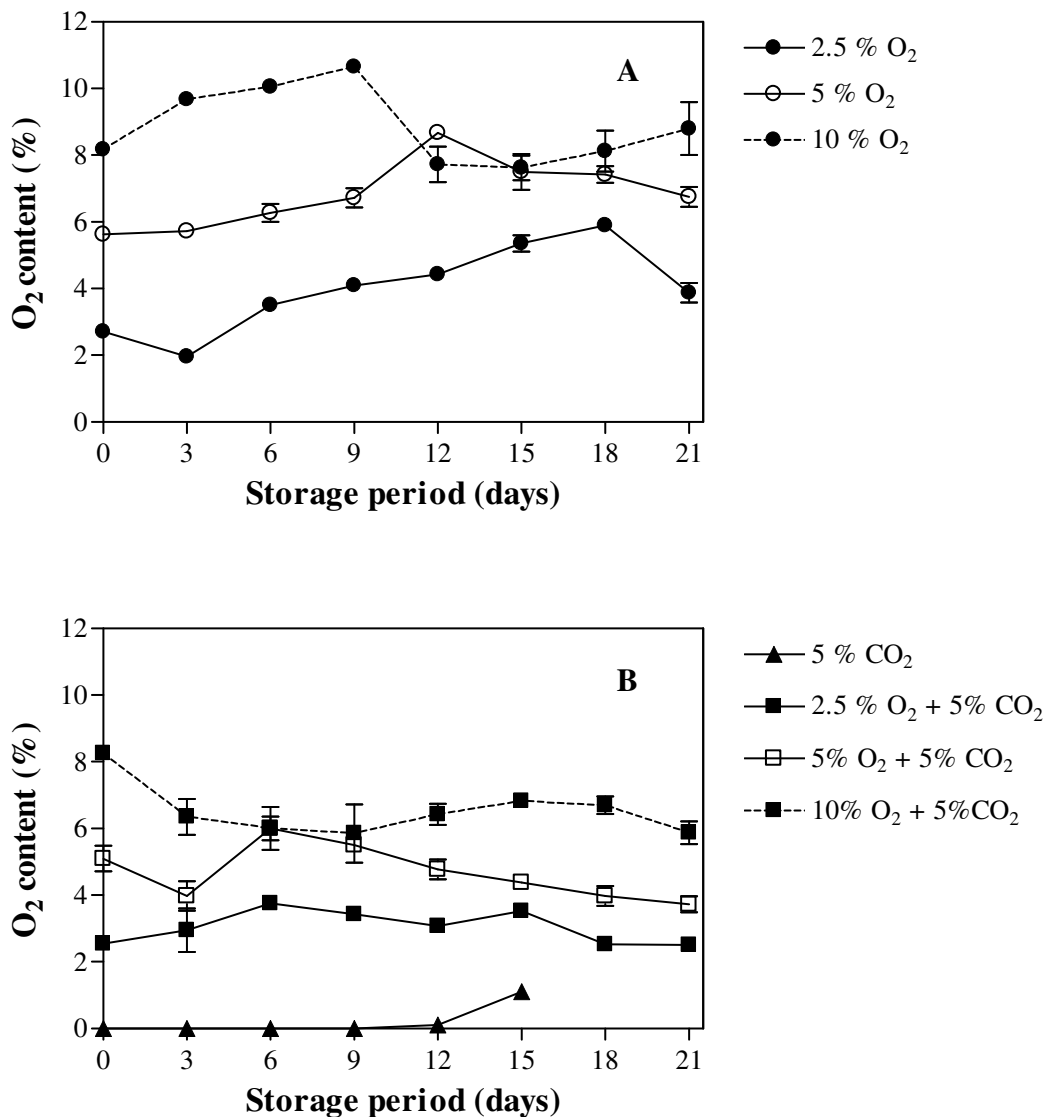 12
10
8
6
4
2
0
O₂ content (%)
A
0 3 6 9 12 15 18 21
Storage period (days)
2.5 % O₂
5 % O₂
10 % O₂
12
10
8
6
4
2
0
O₂ content (%)
B
0 3 6 9 12 15 18 21
Storage period (days)
5 % CO₂
2.5 % O₂ + 5% CO₂
5% O₂ + 5% CO₂
10% O₂ + 5%CO₂